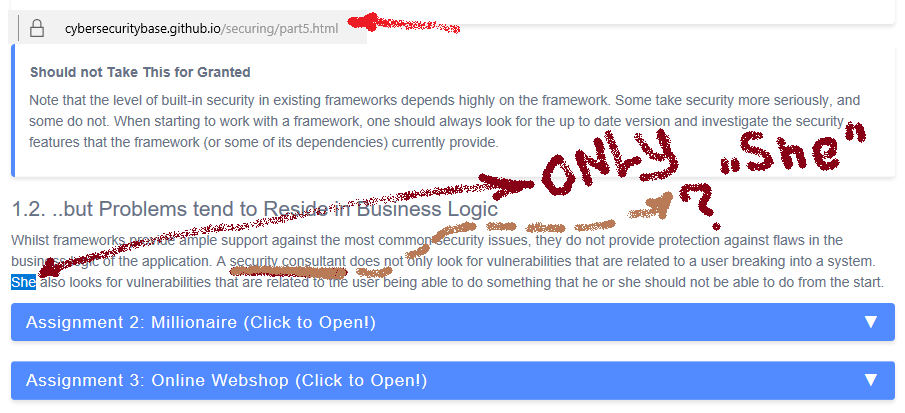 cybersecuritybase.github.io/securing/part5.html
Should not Take This for Granted
Note that the level of built-in security in existing frameworks depends highly on the framework. Some take security more seriously, and
some do not. When starting to work with a framework, one should always look for the up to date version and investigate the security
features that the framework (or some of its dependencies) currently provide.
ONLY "She"
?
1.2. ..but Problems tend to Reside in Business Logic
Whilst frameworks provide ample support against the most common security issues, they do not provide protection against flaws in the
business logic of the application. A security consultant does not only look for vulnerabilities that are related to a user breaking into a system.
She also looks for vulnerabilities that are related to the user being able to do something that he or she should not be able to do from the start.
Assignment 2: Millionaire (Click to Open!) ▼
Assignment 3: Online Webshop (Click to Open!) ▼